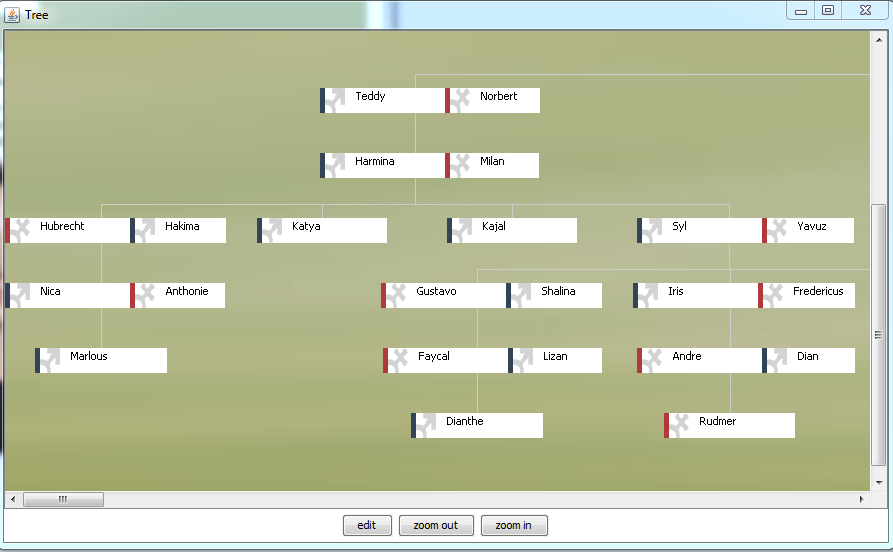 Tree
Teddy Norbert
Harmina Milan
Hubrecht Hakima Katya Kajal Syl Yavuz
Nica Anthonie Gustavo Shalina Iris Fredericus
Marlous Faycal Lizan Andre Dian
Dianthe Rudmer
edit zoom out zoom in